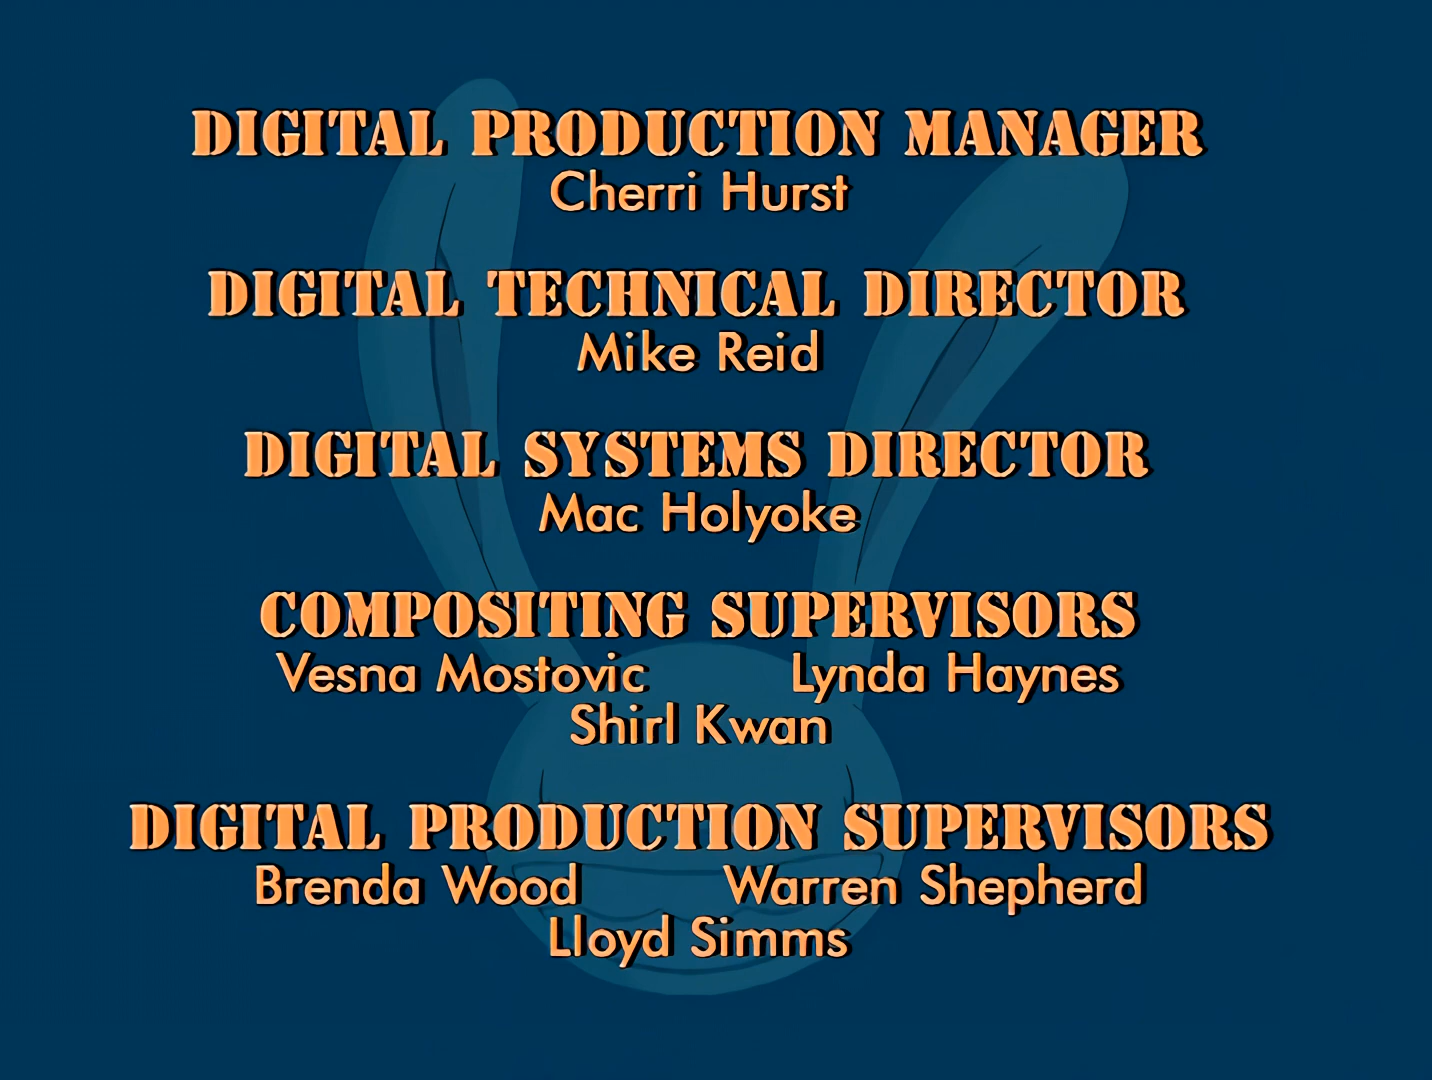 DIGITAL PRODUCTION MANAGER
Cherri Hurst
DIGITAL TECHNICAL DIRECTOR
Mike Reid
DIGITAL SYSTEMS DIRECTOR
Mac Holyoke
COMPOSITING SUPERVISORS
Vesna Mostovic Lynda Haynes
Shirl Kwan
DIGITAL PRODUCTION SUPERVISORS
Brenda Wood Warren Shepherd
Lloyd Simms